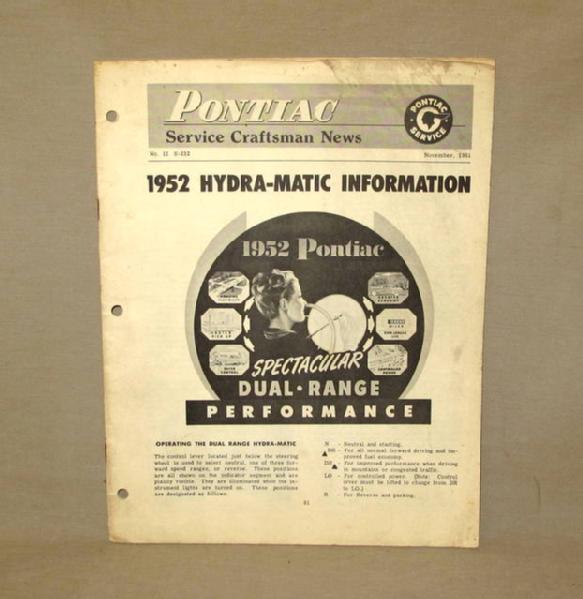 PONTIAC
Service Craftsman News
PONTIAC
SERVICE
November, 1951
1952 HYDRA-MATIC INFORMATION
1952 Pontiac
SPECTACULAR
DUAL-RANGE
PERFORMANCE
OPERATING THE DUAL RANGE HYDRA-MATIC
The control lever located just below the steering
wheel is used to select neutral, one of three for-
ward speed ranges, or reverse. These positions
are all shown on the indicator segment and are
plainly visible. They are illuminated when the in-
strument lights are turned on. These positions
are designated as follows.
N - Neutral and starting.
- For all normal forward driving and im-
proved fuel economy.
- For improved performance when driving
in mountains or congested traffic.
LO - For controlled power. (Note: Control
lever must be lifted to change from DR
to LO.)
R - For Reverse and parking.
81